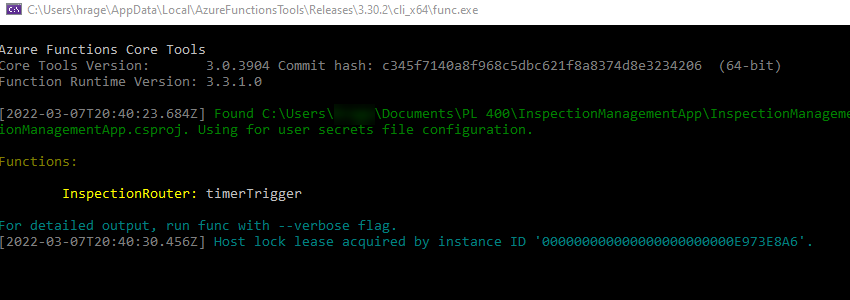 C:\Users\hrage\AppData\Local\AzureFunctionsTools\Releases\3.30.2\cli_x64\func.exe
Azure Functions Core Tools
Core Tools Version:       3.0.3904 Commit hash: c345f7140a8f968c5dbc621f8a8374d8e3234206  (64-bit)
Function Runtime Version: 3.3.1.0
[2022-03-07T20:40:23.684Z] Found C:\Users\ \Documents\PL 400\InspectionManagementApp\InspectionManageme
ionManagementApp.csproj. Using for user secrets file configuration.
Functions:
InspectionRouter: timerTrigger
For detailed output, run func with --verbose flag.
[2022-03-07T20:40:30.456Z] Host lock lease acquired by instance ID '000000000000000000000000E973E8A6'.